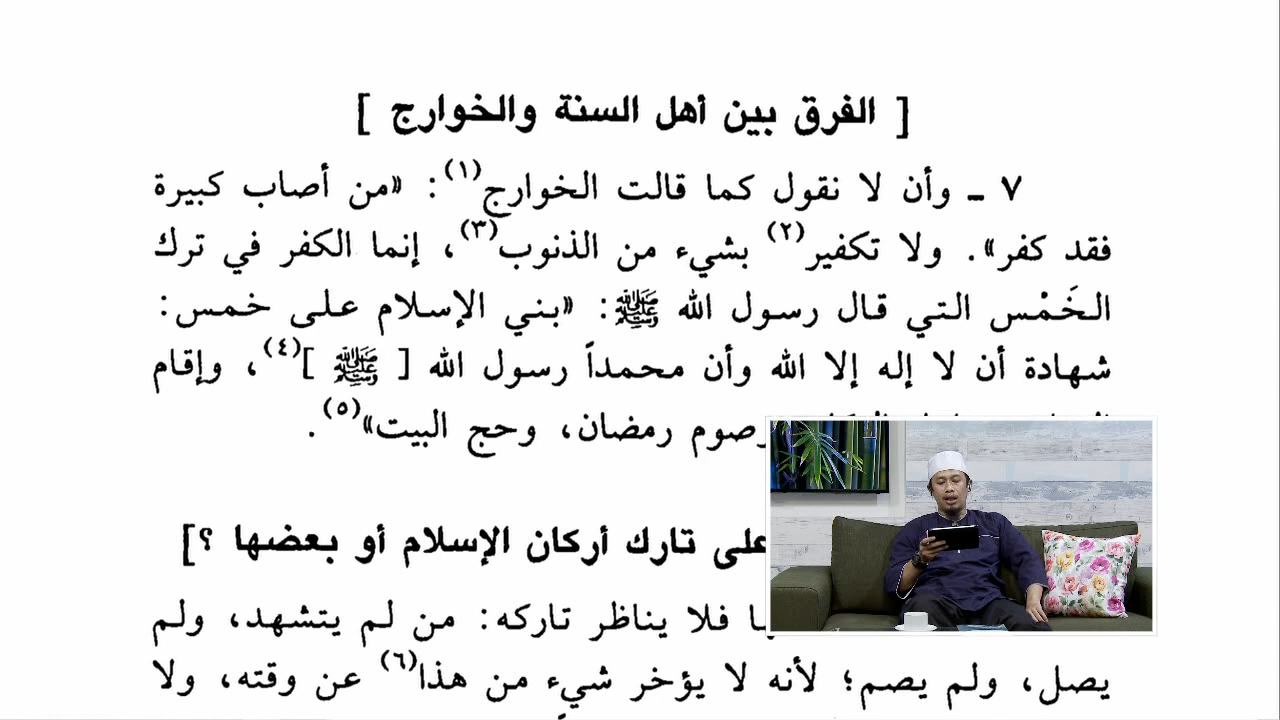 [ الفرق بين أهل السنة والخوارج ]
٧ ـ وأن لا نقول كما قالت الخوارج(١): «من أصاب كبيرة
فقد كفر». ولا تكفير(٢) بشيء من الذنوب(٣)، إنما الكفر في ترك
الخَمْس التي قال رسول الله ﷺ: «بني الإسلام على خمس:
شهادة أن لا إله إلا الله وأن محمداً رسول الله [ ﷺ ](٤)، وإقام
وصوم رمضان، وحج البيت»(٥).
على تارك أركان الإسلام أو بعضها ؟]
فلا يناظر تاركه: من لم يتشهد، ولم
يصل، ولم يصم؛ لأنه لا يؤخر شيء من هذا(٦) عن وقته، ولا